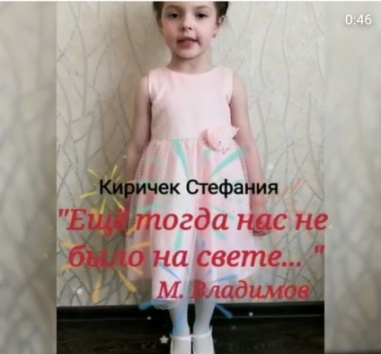 0:46
Киричек Стефания
"Ещё тогда нас не
было на свете... "
М. Владимов